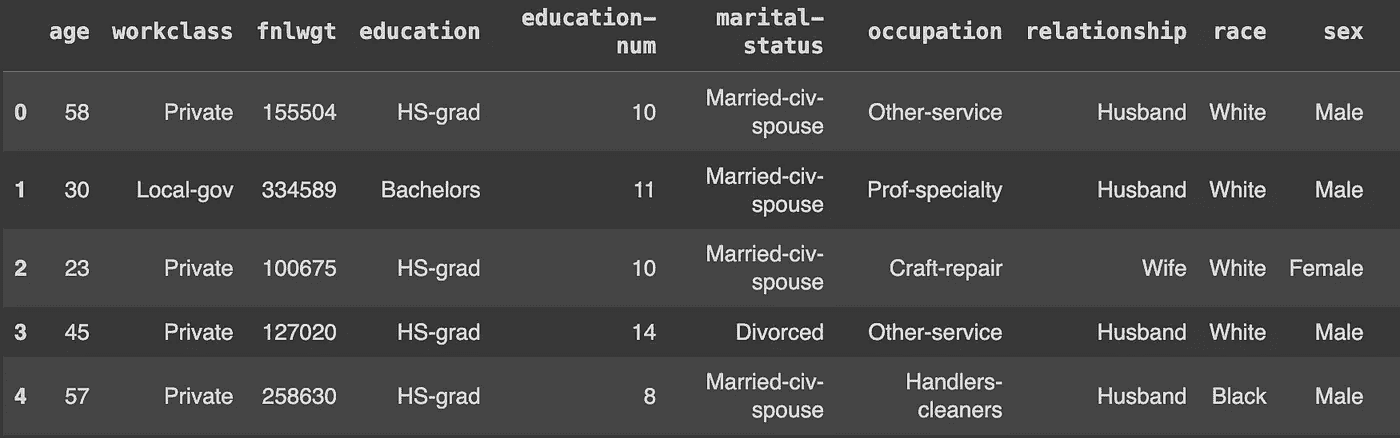 age workclass fnlwgt education education-num marital-status occupation relationship race sex
0 58 Private 155504 HS-grad 10 Married-civ-spouse Other-service Husband White Male
1 30 Local-gov 334589 Bachelors 11 Married-civ-spouse Prof-specialty Husband White Male
2 23 Private 100675 HS-grad 10 Married-civ-spouse Craft-repair Wife White Female
3 45 Private 127020 HS-grad 14 Divorced Other-service Husband White Male
4 57 Private 258630 HS-grad 8 Married-civ-spouse Handlers-cleaners Husband Black Male